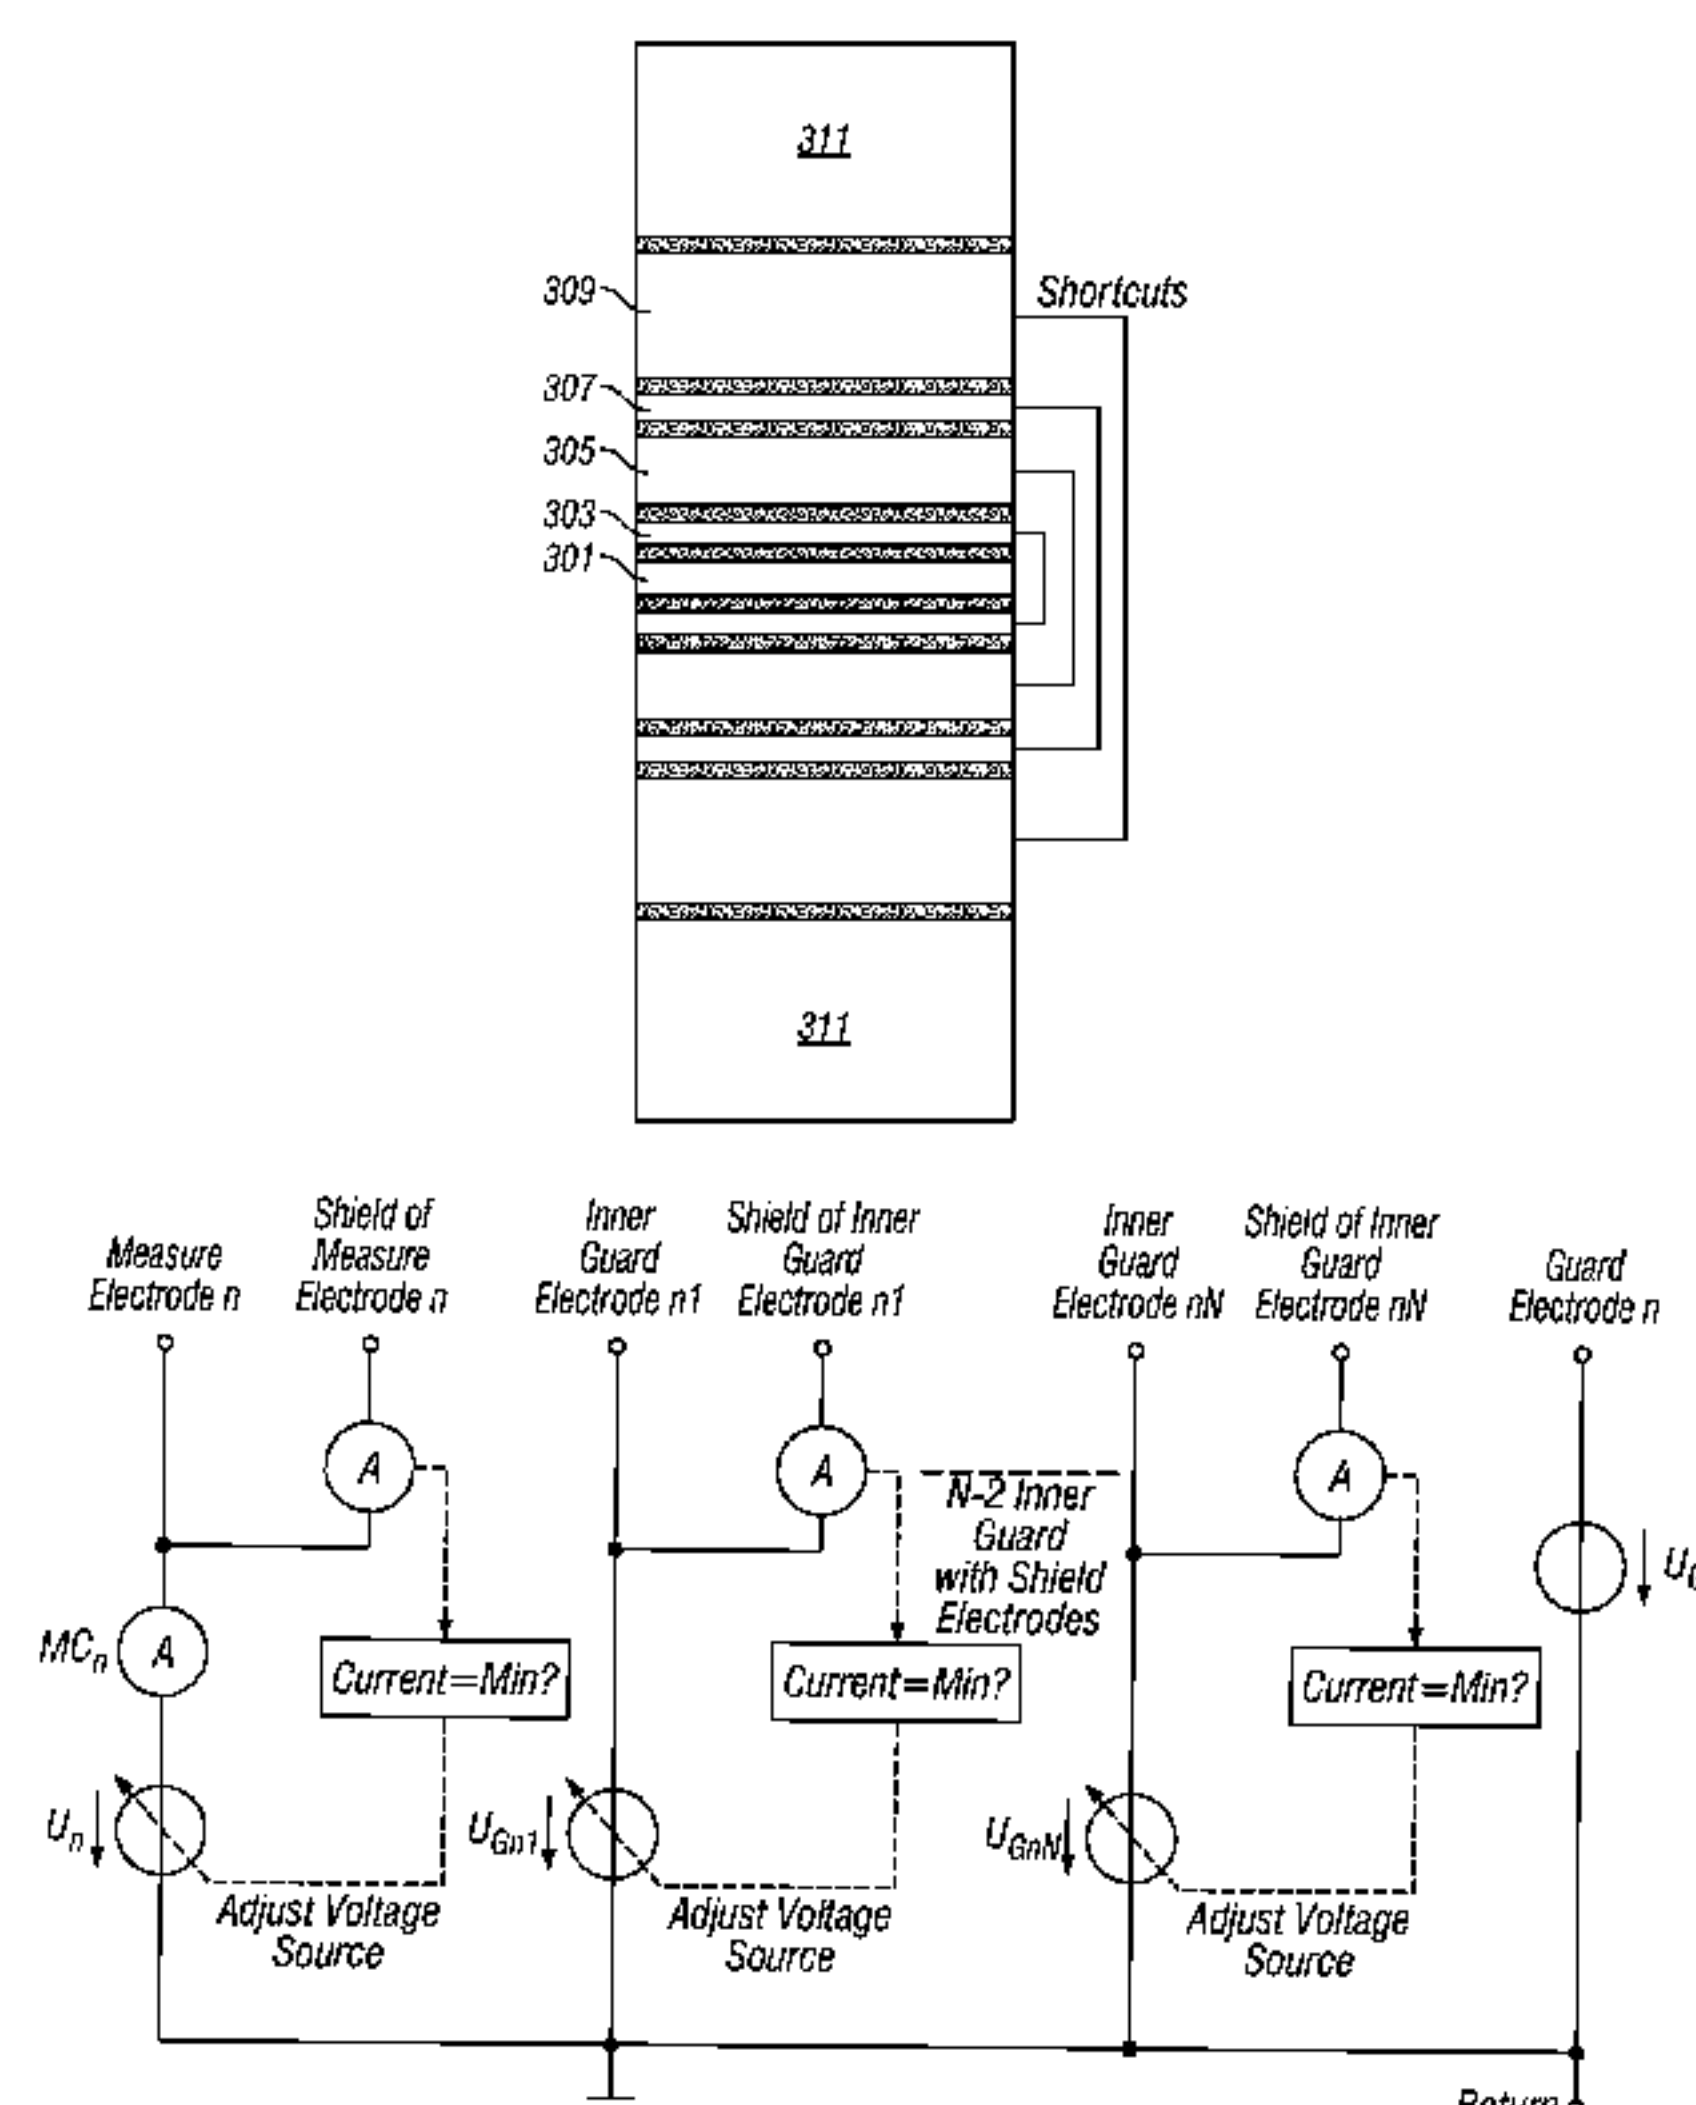 311
309
Shortcuts
307
305
303
301
311
Measure
Electrode n
Shield of
Measure
Electrode n
Inner
Guard
Electrode n1
Shield of Inner
Guard
Electrode n1
Inner
Guard
Electrode nN
Shield of Inner
Guard
Electrode nN
Guard
Electrode n
A
A
A
N-2 Inner
Guard
with Shield
Electrodes
MCn
A
Current=Min?
Current=Min?
Current=Min?
Un
UGn1
UGnN
Adjust Voltage
Source
Adjust Voltage
Source
Adjust Voltage
Source